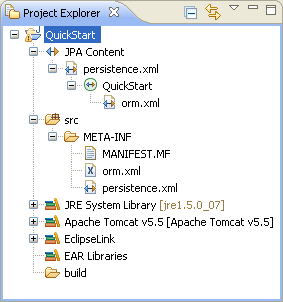 Project Explorer
QuickStart
JPA Content
persistence.xml
QuickStart
orm.xml
src
META-INF
MANIFEST.MF
orm.xml
persistence.xml
JRE System Library [jre1.5.0_07]
Apache Tomcat v5.5 [Apache Tomcat v5.5]
EclipseLink
EAR Libraries
build